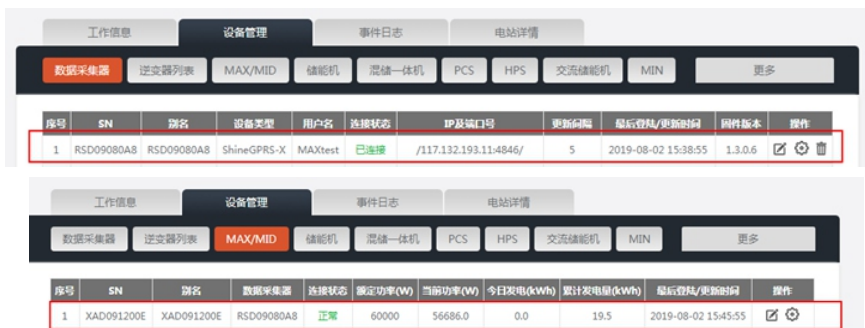 工作信息 设备管理 事件日志 电站详情
数据采集器 逆变器列表 MAX/MID 储能机 混储一体机 PCS HPS 交流储能机 MIN 更多
序号 SN 别名 设备类型 用户名 连接状态 IP及端口号 更新间隔 最后登陆/更新时间 固件版本 操作
1 RSD09080A8 RSD09080A8 ShineGPRS-X MAXtest 已连接 /117.132.193.11:4846/ 5 2019-08-02 15:38:55 1.3.0.6
工作信息 设备管理 事件日志 电站详情
数据采集器 逆变器列表 MAX/MID 储能机 混储一体机 PCS HPS 交流储能机 MIN 更多
序号 SN 别名 数据采集器 连接状态 额定功率(W) 当前功率(W) 今日发电(kWh) 累计发电量(kWh) 最后登陆/更新时间 操作
1 XAD091200E XAD091200E RSD09080A8 正常 60000 56686.0 0.0 19.5 2019-08-02 15:45:55